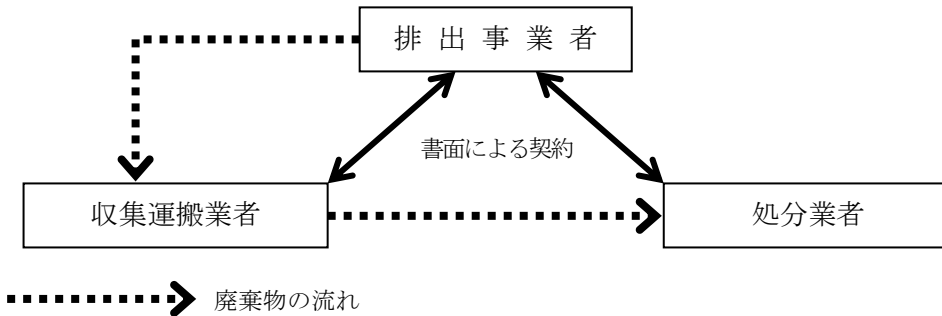 排 出 事 業 者
書面による契約
収集運搬業者
処分業者
廃棄物の流れ